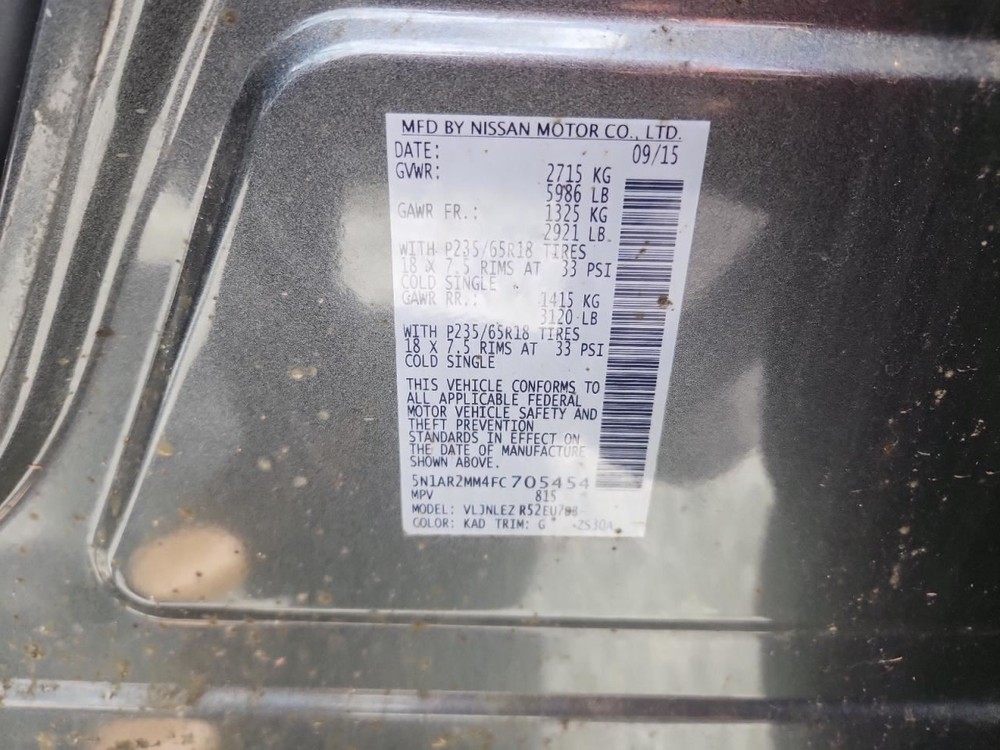 MFD BY NISSAN MOTOR CO., LTD.
DATE: 09/15
GVWR: 2715 KG
5986 LB
GAWR FR.: 1325 KG
2921 LB
WITH P235/65R18 TIRES
18 X 7.5 RIMS AT 33 PSI
COLD SINGLE
GAWR RR.: 1415 KG
3120 LB
WITH P235/65R18 TIRES
18 X 7.5 RIMS AT 33 PSI
COLD SINGLE
THIS VEHICLE CONFORMS TO
ALL APPLICABLE FEDERAL
MOTOR VEHICLE SAFETY AND
THEFT PREVENTION
STANDARDS IN EFFECT ON
THE DATE OF MANUFACTURE
SHOWN ABOVE.
5N1AR2MM4FC705454
MPV 815
MODEL: VLJNLEZ
COLOR: KAD TRIM: G